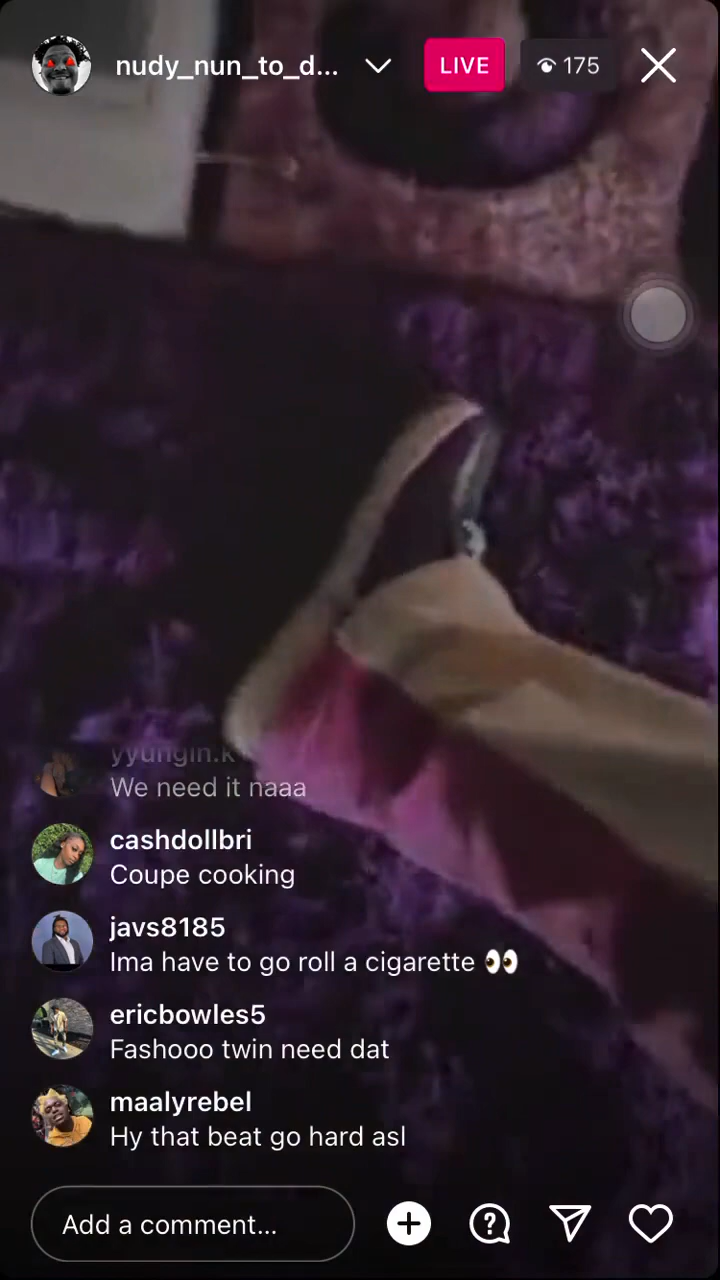 nudy_nun_to_d...
LIVE
175
yyungin.k
We need it naaa
cashdollbri
Coupe cooking
javs8185
Ima have to go roll a cigarette 👀
ericbowles5
Fashooo twin need dat
maalyrebel
Hy that beat go hard asl
Add a comment...